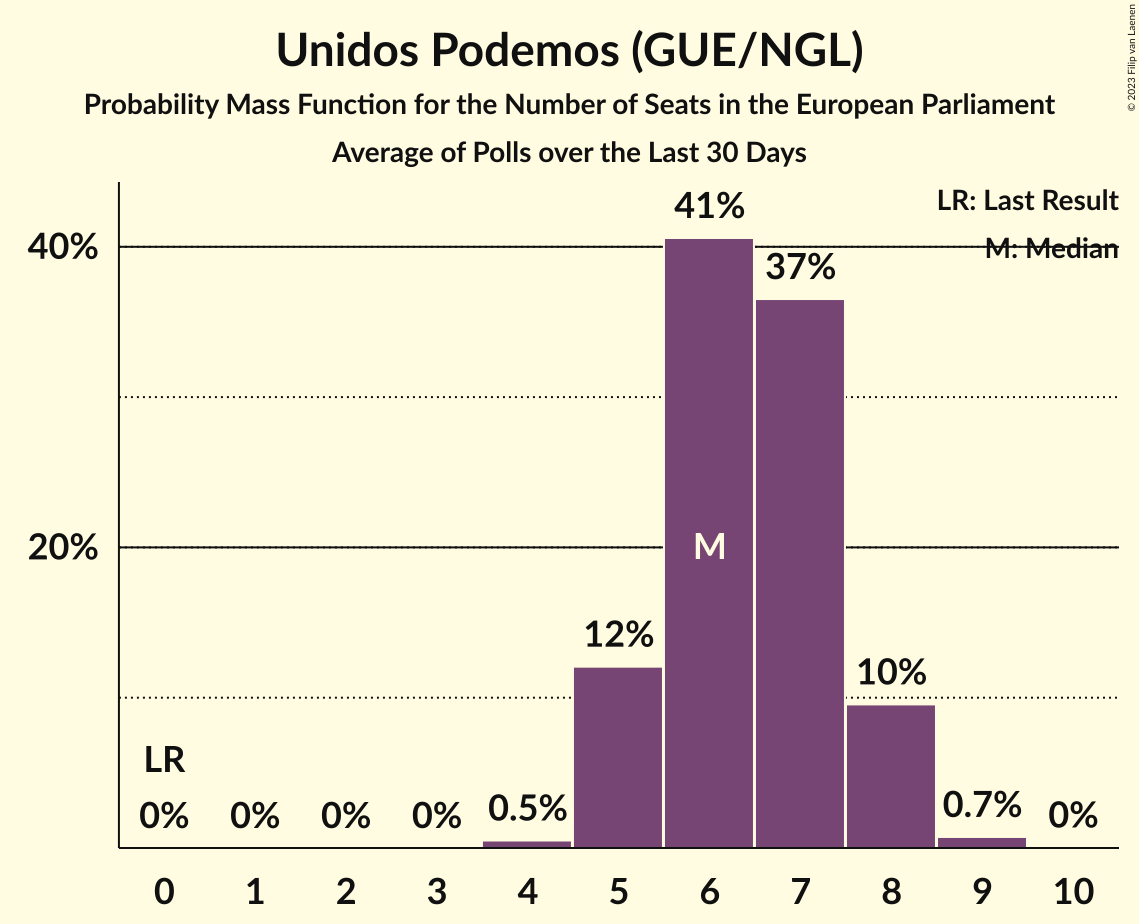 Unidos Podemos (GUE/NGL)
Probability Mass Function for the Number of Seats in the European Parliament
Average of Polls over the Last 30 Days
© 2023 Filip van Laenen
LR: Last Result
M: Median
41%
40%
37%
20%
M
12%
10%
LR
0%
0%
0%
0%
0.5%
0.7%
0%
0 1 2 3 4 5 6 7 8 9 10